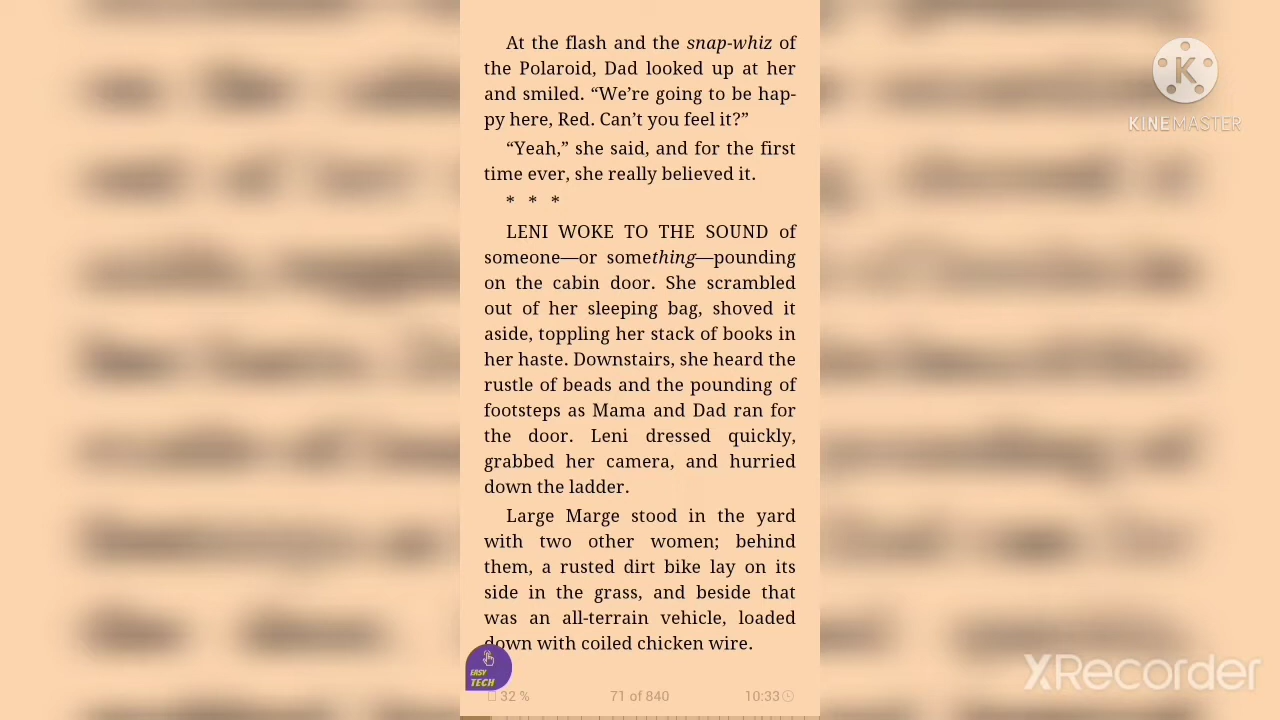 At the flash and the snap-whiz of
the Polaroid, Dad looked up at her
and smiled. “We’re going to be hap-
py here, Red. Can’t you feel it?”
“Yeah,” she said, and for the first
time ever, she really believed it.
* * *
LENI WOKE TO THE SOUND of
someone—or something—pounding
on the cabin door. She scrambled
out of her sleeping bag, shoved it
aside, toppling her stack of books in
her haste. Downstairs, she heard the
rustle of beads and the pounding of
footsteps as Mama and Dad ran for
the door. Leni dressed quickly,
grabbed her camera, and hurried
down the ladder.
Large Marge stood in the yard
with two other women; behind
them, a rusted dirt bike lay on its
side in the grass, and beside that
was an all-terrain vehicle, loaded
down with coiled chicken wire.
32 % 71 of 840 10:33
EASY
TECH
K
KINEMASTER
XRecorder